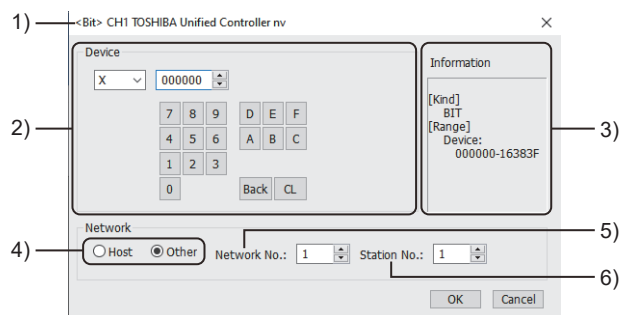 1)
<Bit> CH1 TOSHIBA Unified Controller nv
Device
X 000000
7 8 9 D E F
4 5 6 A B C
1 2 3
0 Back CL
2)
Information
[Kind]
BIT
[Range]
Device:
000000-16383F
3)
Network
4)
Host Other Network No.: 1 Station No.: 1
5)
6)
OK Cancel